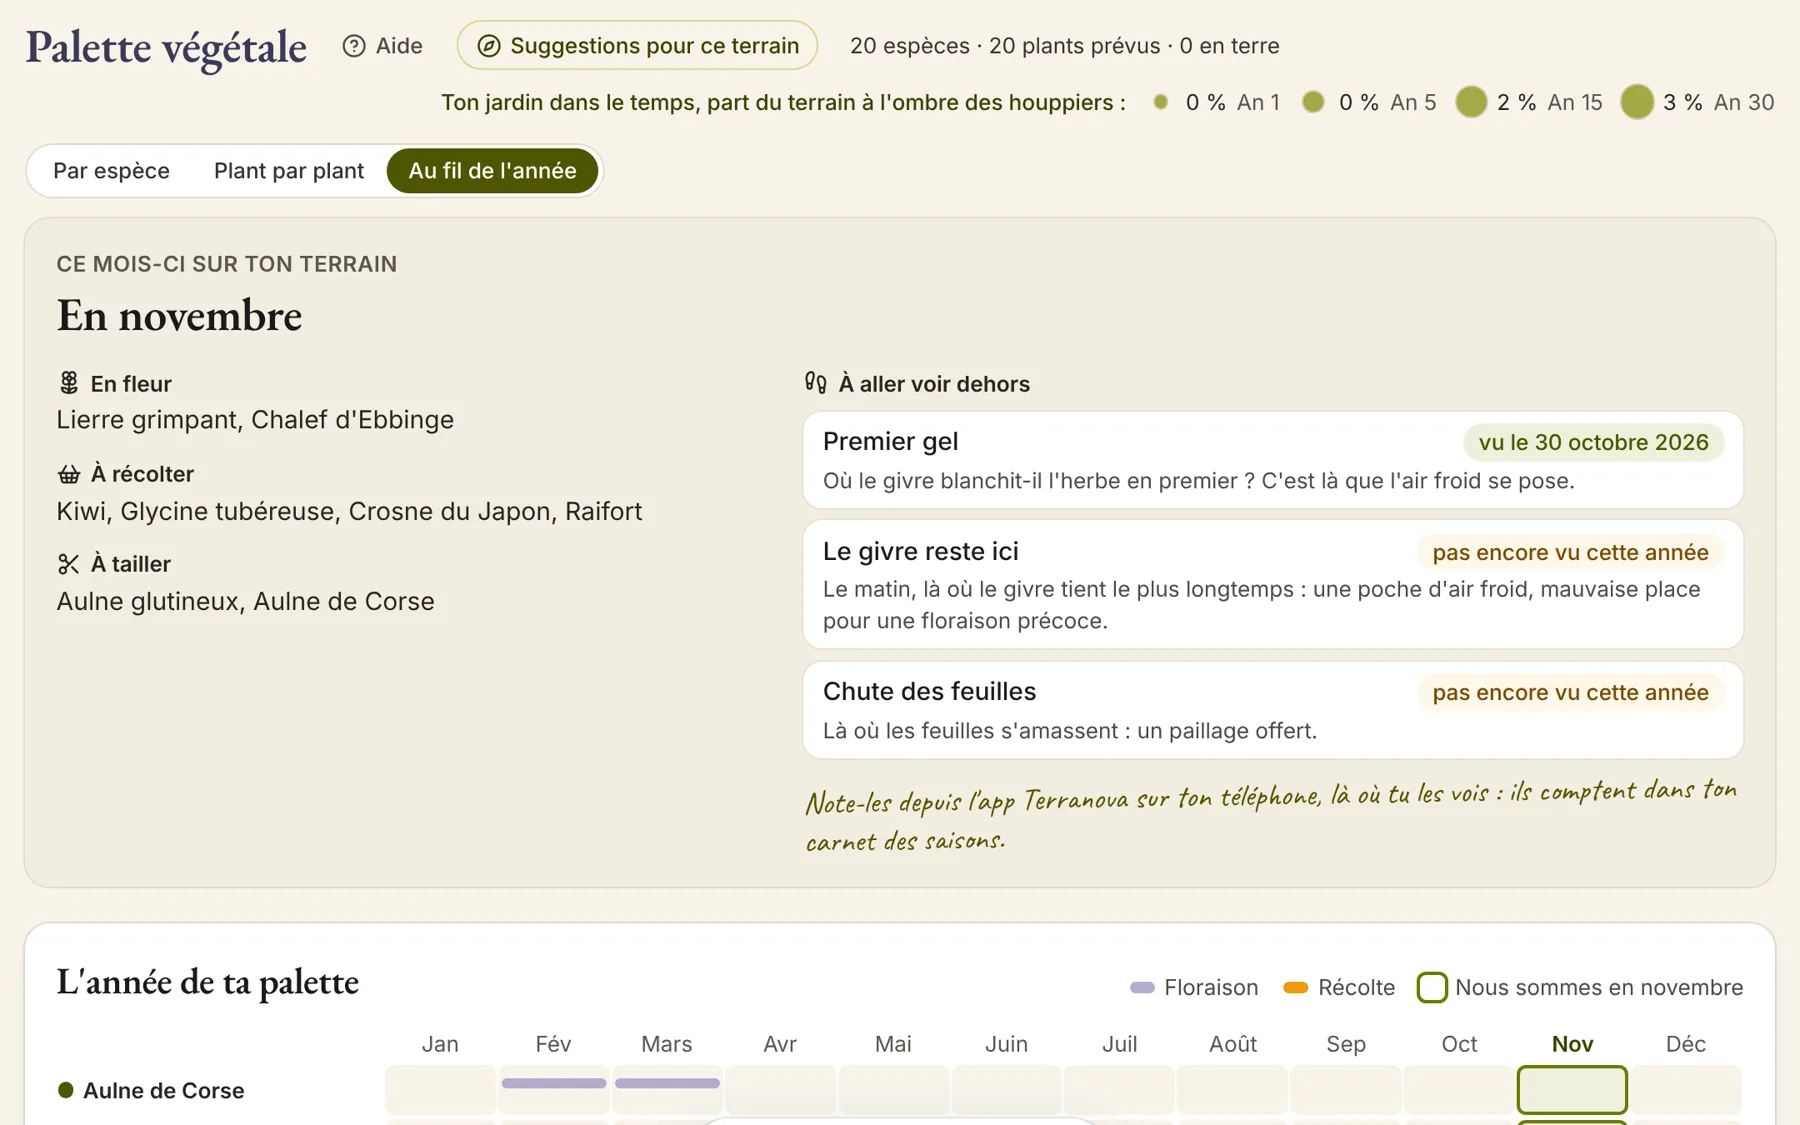 Palette végétale
Aide
Suggestions pour ce terrain
20 espèces · 20 plants prévus · 0 en terre
Ton jardin dans le temps, part du terrain à l'ombre des houppiers :
0 % An 1
0 % An 5
2 % An 15
3 % An 30
Par espèce
Plant par plant
Au fil de l'année
CE MOIS-CI SUR TON TERRAIN
En novembre
En fleur
Lierre grimpant, Chalef d'Ebbinge
À récolter
Kiwi, Glycine tubéreuse, Crosne du Japon, Raifort
À tailler
Aulne glutineux, Aulne de Corse
À aller voir dehors
Premier gel
vu le 30 octobre 2026
Où le givre blanchit-il l'herbe en premier ? C'est là que l'air froid se pose.
Le givre reste ici
pas encore vu cette année
Le matin, là où le givre tient le plus longtemps : une poche d'air froid, mauvaise place
pour une floraison précoce.
Chute des feuilles
pas encore vu cette année
Là où les feuilles s'amassent : un paillage offert.
Note-les depuis l'app Terranova sur ton téléphone, là où tu les vois : ils comptent dans ton
carnet des saisons.
L'année de ta palette
Floraison
Récolte
Nous sommes en novembre
Jan Fév Mars Avr Mai Juin Juil Août Sep Oct Nov Déc
Aulne de Corse